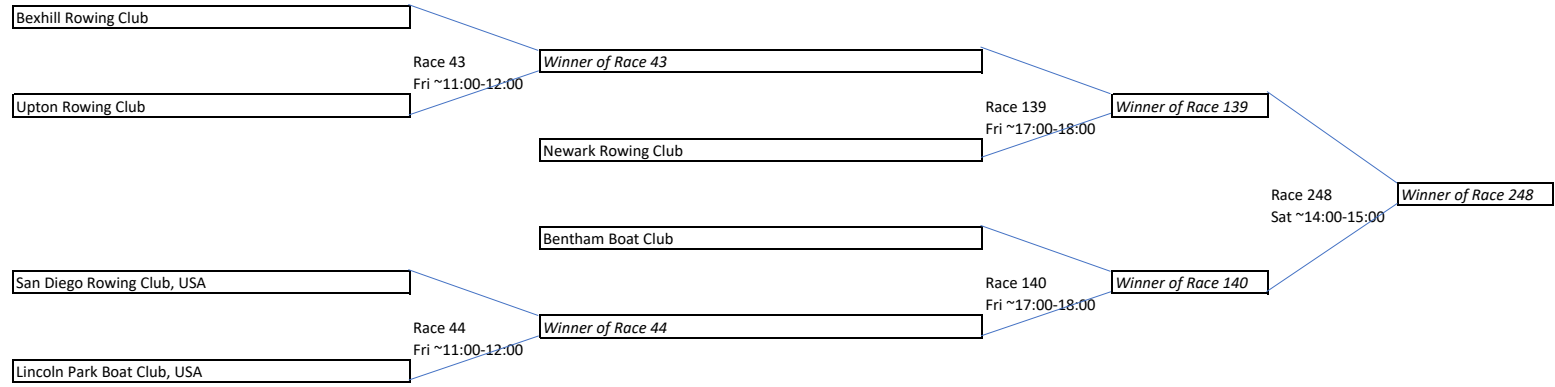 Bexhill Rowing Club
Race 43
Fri ~11:00-12:00
Winner of Race 43
Upton Rowing Club
Race 139
Fri ~17:00-18:00
Winner of Race 139
Newark Rowing Club
Race 248
Sat ~14:00-15:00
Winner of Race 248
Bentham Boat Club
San Diego Rowing Club, USA
Race 140
Fri ~17:00-18:00
Winner of Race 140
Race 44
Fri ~11:00-12:00
Winner of Race 44
Lincoln Park Boat Club, USA